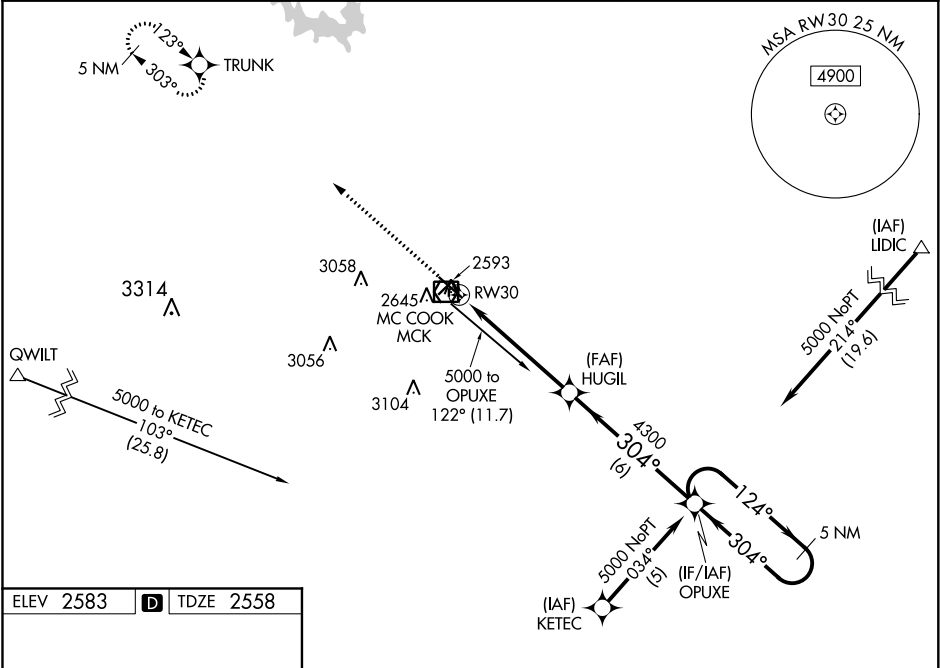 MSA RW30 25 NM
4900
123°
5 NM
303°
TRUNK
(IAF)
LIDIC
5000 NoPT
214°
(19.6)
3058
2593
2645
RW30
MC COOK
MCK
3314
3056
3104
5000 to
OPUXE
122° (11.7)
(FAF)
HUGIL
QWILT
5000 to KETEC
103°
(25.8)
4300
304°
(6)
124°
304°
5 NM
5000 NoPT
034°
(5)
(IF/IAF)
OPUXE
(IAF)
KETEC
ELEV 2583 D TDZE 2558